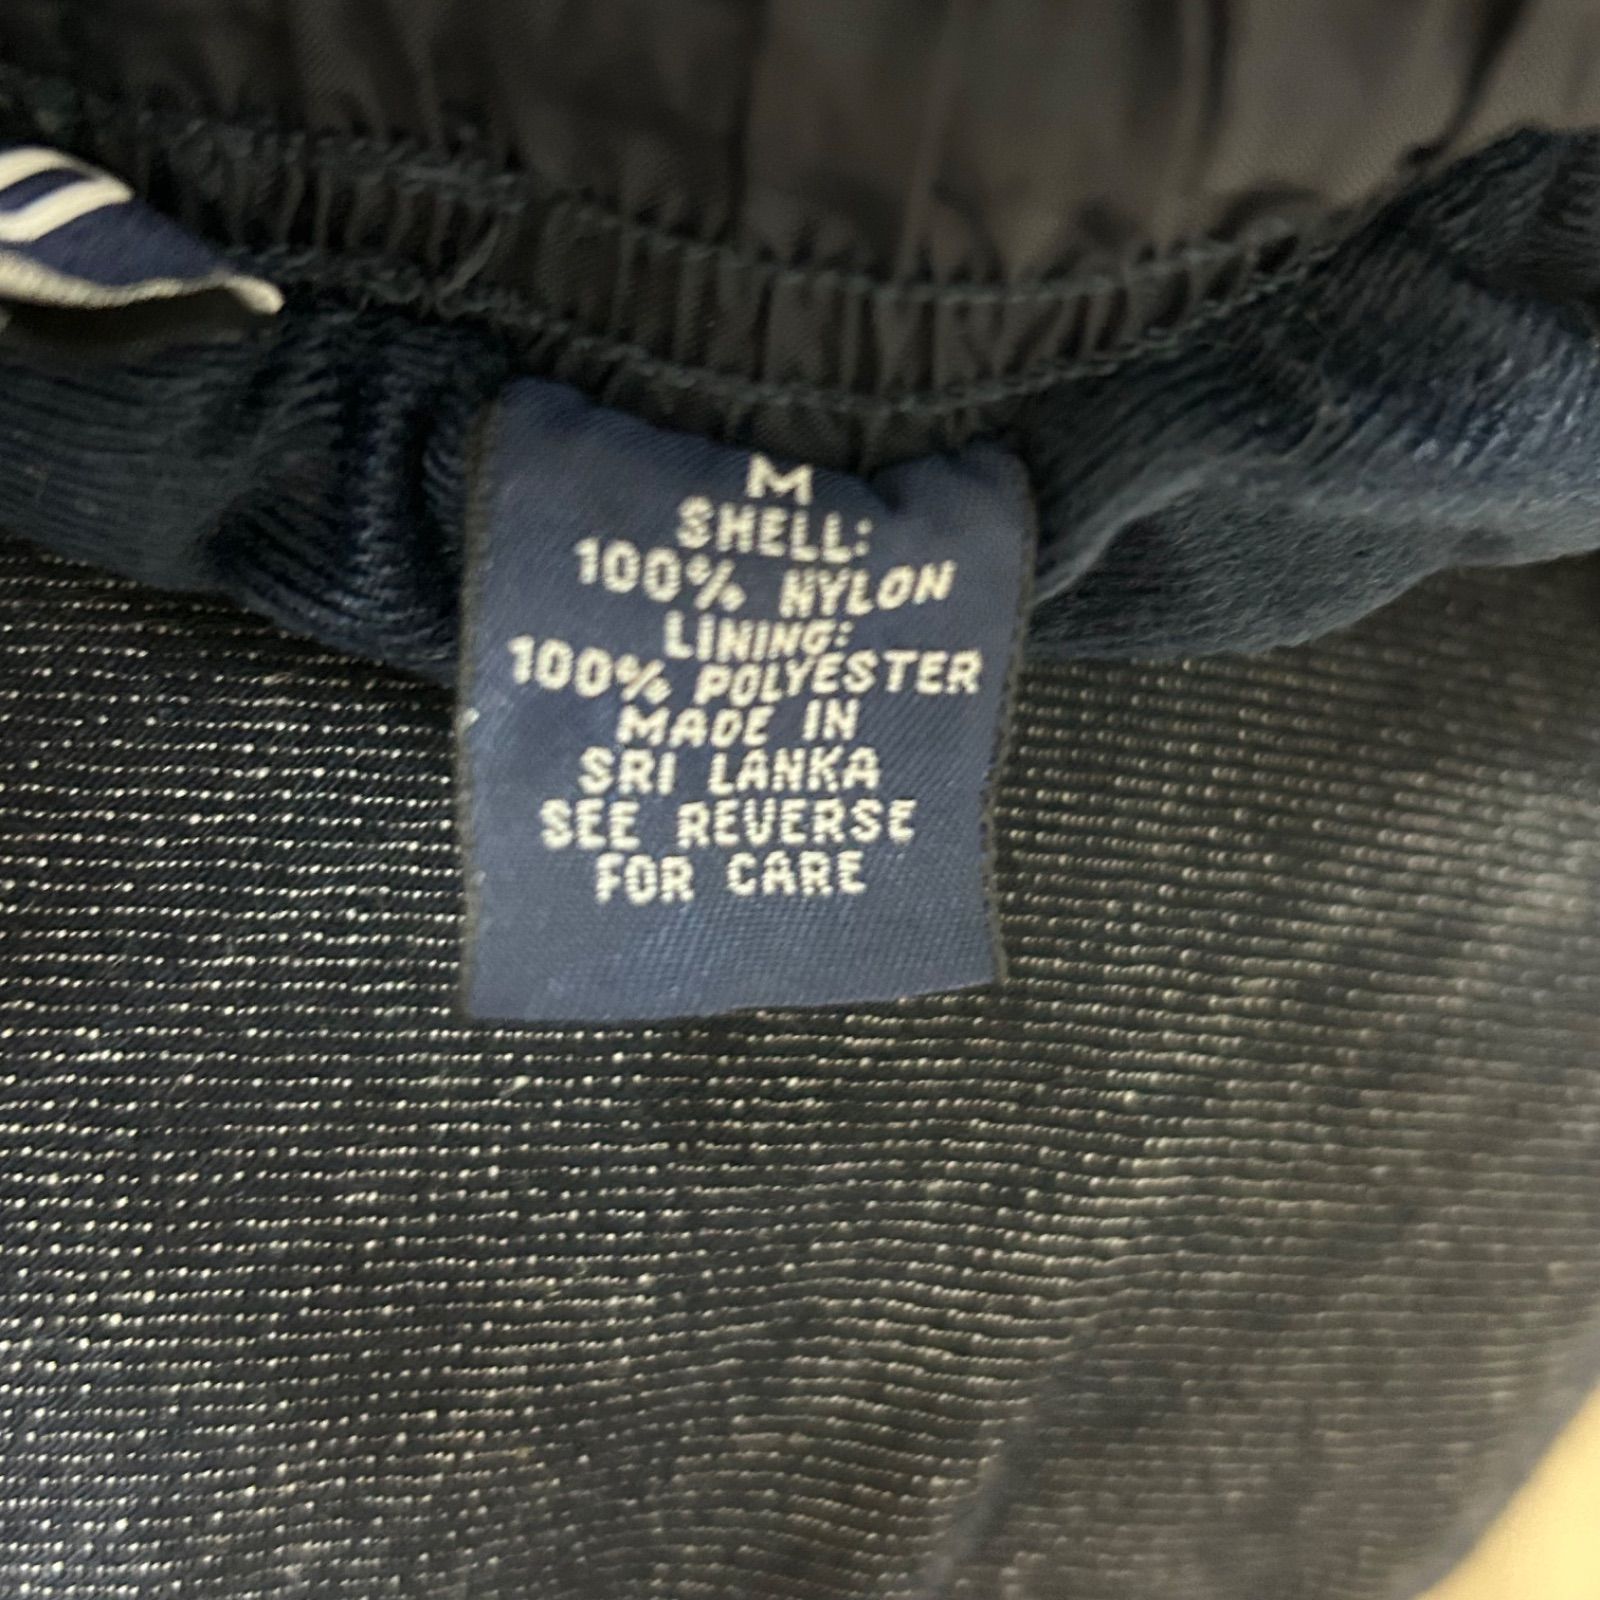 M
SHELL:
100% NYLON
LINING:
100% POLYESTER
MADE IN
SRI LANKA
SEE REVERSE
FOR CARE